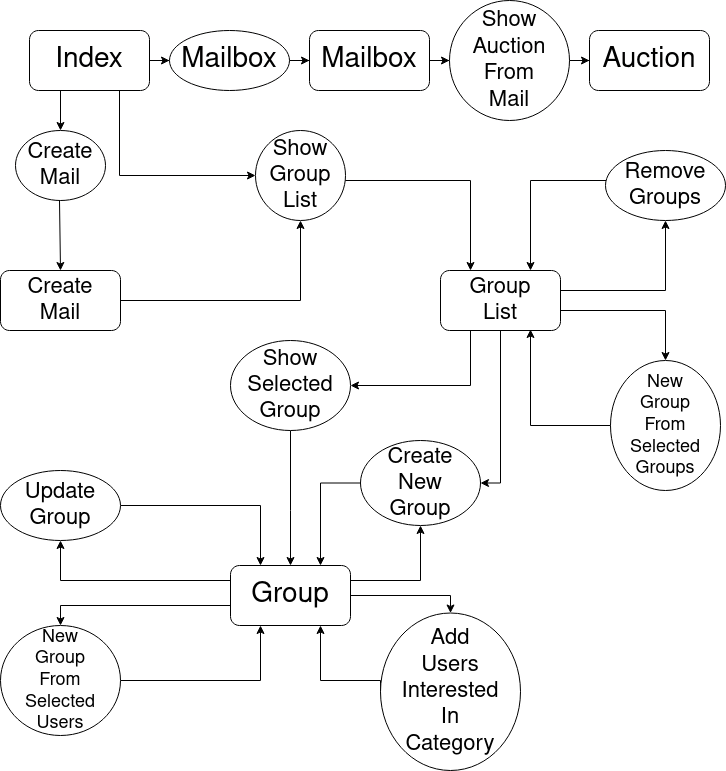 Index
Mailbox
Mailbox
Show
Auction
From
Mail
Auction
Create
Mail
Show
Group
List
Remove
Groups
Create
Mail
Group
List
Show
Selected
Group
New
Group
From
Selected
Groups
Create
New
Group
Update
Group
Group
New
Group
From
Selected
Users
Add
Users
Interested
In
Category